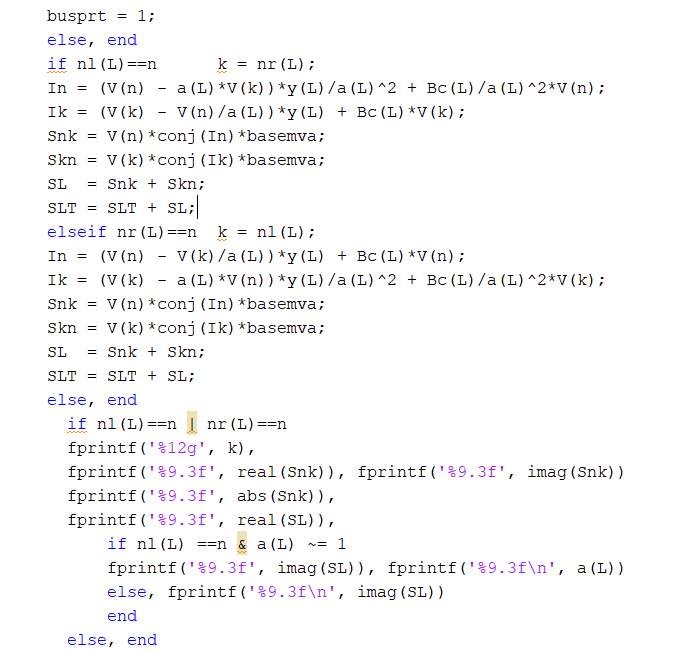 busprt = 1;
else, end
if nl(L)==n      k = nr(L);
In = (V(n) - a(L)*V(k))*y(L)/a(L)^2 + Bc(L)/a(L)^2*V(n);
Ik = (V(k) - V(n)/a(L))*y(L) + Bc(L)*V(k);
Snk = V(n)*conj(In)*basemva;
Skn = V(k)*conj(Ik)*basemva;
SL  = Snk + Skn;
SLT = SLT + SL;
elseif nr(L)==n  k = nl(L);
In = (V(n) - V(k)/a(L))*y(L) + Bc(L)*V(n);
Ik = (V(k) - a(L)*V(n))*y(L)/a(L)^2 + Bc(L)/a(L)^2*V(k);
Snk = V(n)*conj(In)*basemva;
Skn = V(k)*conj(Ik)*basemva;
SL  = Snk + Skn;
SLT = SLT + SL;
else, end
  if nl(L)==n | nr(L)==n
  fprintf('%12g', k),
  fprintf('%9.3f', real(Snk)), fprintf('%9.3f', imag(Snk))
  fprintf('%9.3f', abs(Snk)),
  fprintf('%9.3f', real(SL)),
      if nl(L) ==n & a(L) ~= 1
      fprintf('%9.3f', imag(SL)), fprintf('%9.3f\n', a(L))
      else, fprintf('%9.3f\n', imag(SL))
      end
  else, end